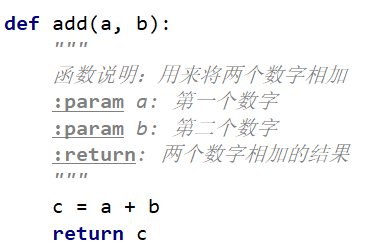 def add(a, b):
    """
    函数说明：用来将两个数字相加
    :param a: 第一个数字
    :param b: 第二个数字
    :return: 两个数字相加的结果
    """
    c = a + b
    return c